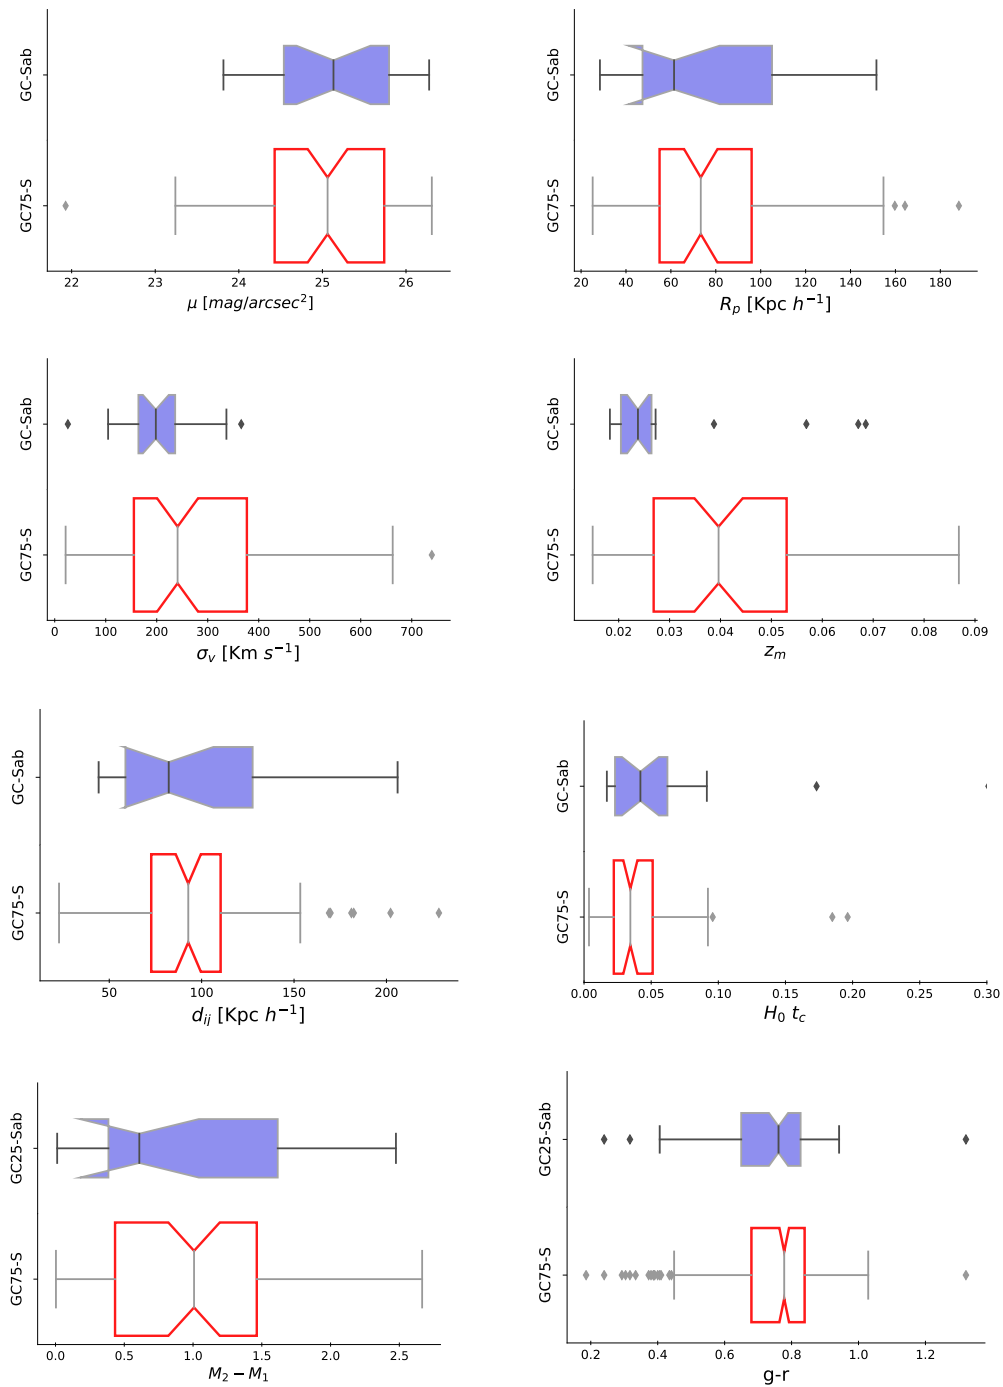 GC-Sab
GC75-S
22 23 24 25 26
μ [mag/arcsec²]
GC-Sab
GC75-S
20 40 60 80 100 120 140 160 180
R_p [Kpc h⁻¹]
GC-Sab
GC75-S
0 100 200 300 400 500 600 700
σ_v [Km s⁻¹]
GC-Sab
GC75-S
0.02 0.03 0.04 0.05 0.06 0.07 0.08 0.09
z_m
GC-Sab
GC75-S
50 100 150 200
d_ij [Kpc h⁻¹]
GC-Sab
GC75-S
0.00 0.05 0.10 0.15 0.20 0.25 0.30
H₀ t_c
GC25-Sab
GC75-S
0.0 0.5 1.0 1.5 2.0 2.5
M₂ − M₁
GC25-Sab
GC75-S
0.2 0.4 0.6 0.8 1.0 1.2
g-r